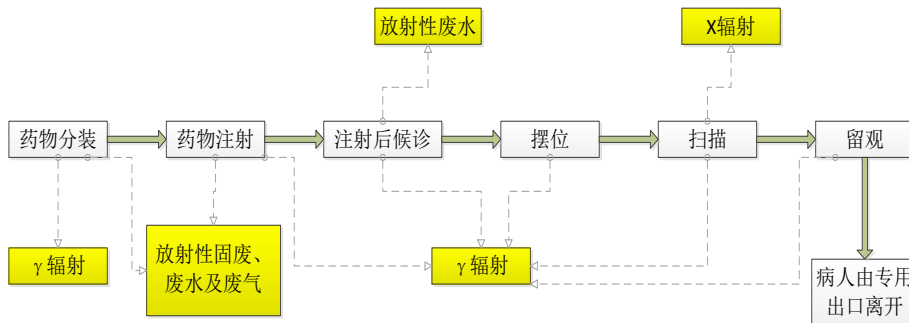 放射性废水
X辐射
药物分装
药物注射
注射后候诊
摆位
扫描
留观
γ辐射
放射性固废、
废水及废气
γ辐射
病人由专用
出口离开